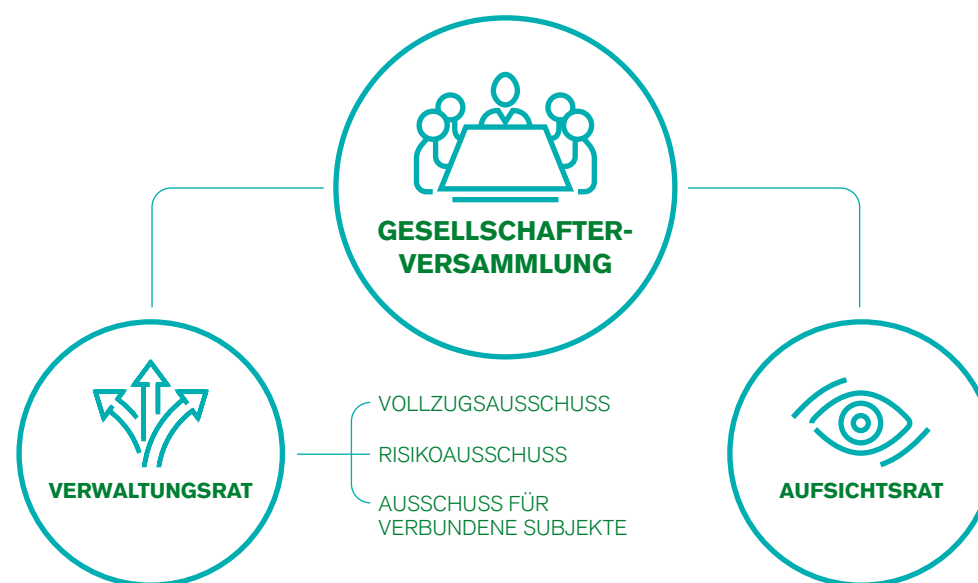 GESELLSCHAFTER-
VERSAMMLUNG
VERWALTUNGSRAT
VOLLZUGSAUSSCHUSS
RISIKOAUSSCHUSS
AUSSCHUSS FÜR
VERBUNDENE SUBJEKTE
AUFSICHTSRAT